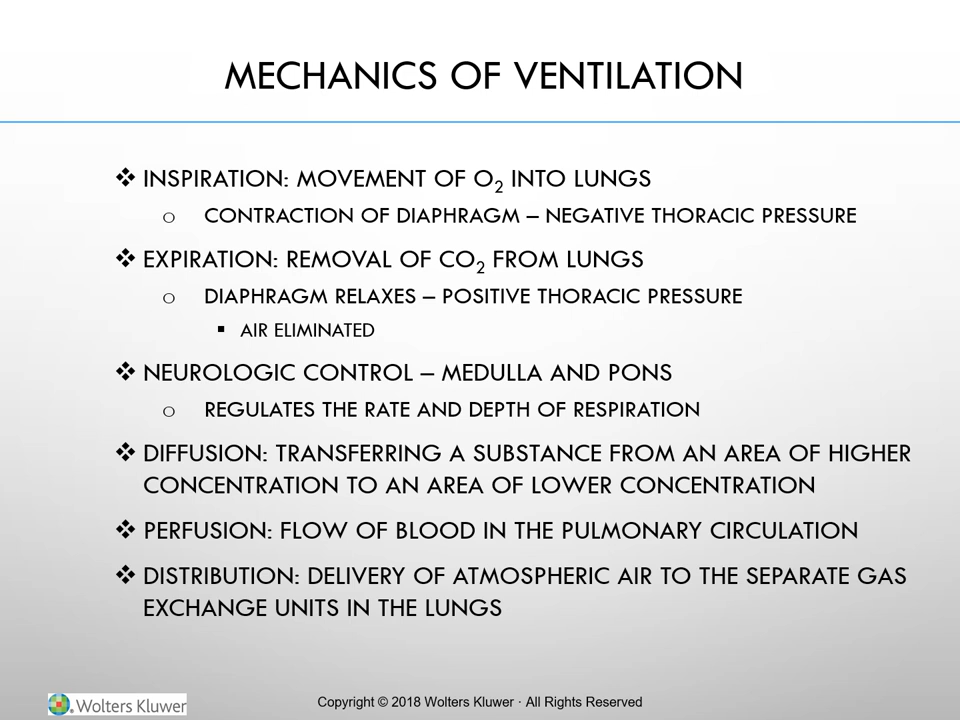 MECHANICS OF VENTILATION
❖ INSPIRATION: MOVEMENT OF O₂ INTO LUNGS
o CONTRACTION OF DIAPHRAGM – NEGATIVE THORACIC PRESSURE
❖ EXPIRATION: REMOVAL OF CO₂ FROM LUNGS
o DIAPHRAGM RELAXES – POSITIVE THORACIC PRESSURE
▪ AIR ELIMINATED
❖ NEUROLOGIC CONTROL – MEDULLA AND PONS
o REGULATES THE RATE AND DEPTH OF RESPIRATION
❖ DIFFUSION: TRANSFERRING A SUBSTANCE FROM AN AREA OF HIGHER
CONCENTRATION TO AN AREA OF LOWER CONCENTRATION
❖ PERFUSION: FLOW OF BLOOD IN THE PULMONARY CIRCULATION
❖ DISTRIBUTION: DELIVERY OF ATMOSPHERIC AIR TO THE SEPARATE GAS
EXCHANGE UNITS IN THE LUNGS
Wolters Kluwer
Copyright © 2018 Wolters Kluwer · All Rights Reserved